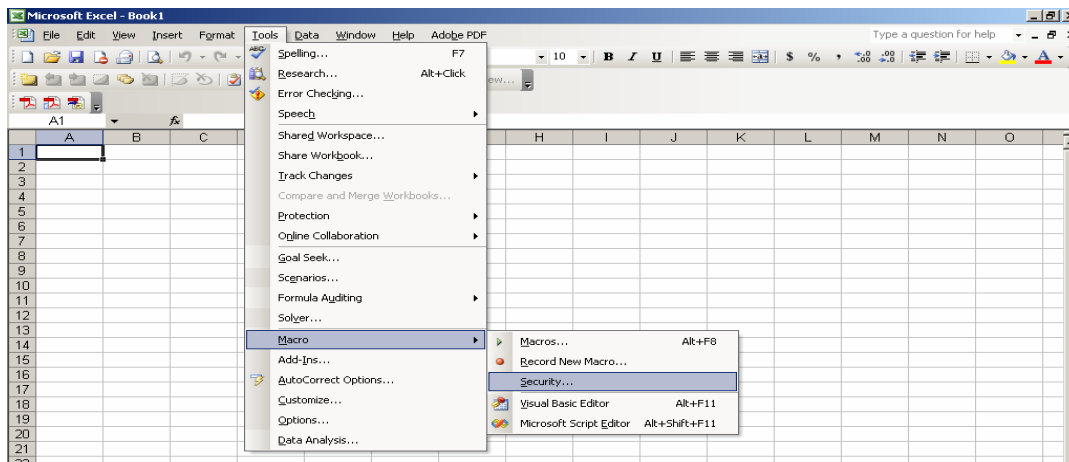 Microsoft Excel - Book1
File Edit View Insert Format Tools Data Window Help Adobe PDF Type a question for help
10 B I U $ % ,
A1 fx
A B C H I J K L M N O
Spelling... F7
Research... Alt+Click
Error Checking...
Speech
Shared Workspace...
Share Workbook...
Track Changes
Compare and Merge Workbooks...
Protection
Online Collaboration
Goal Seek...
Scenarios...
Formula Auditing
Solver...
Macro
Add-Ins...
AutoCorrect Options...
Customize...
Options...
Data Analysis...
Macros... Alt+F8
Record New Macro...
Security...
Visual Basic Editor Alt+F11
Microsoft Script Editor Alt+Shift+F11
1
2
3
4
5
6
7
8
9
10
11
12
13
14
15
16
17
18
19
20
21